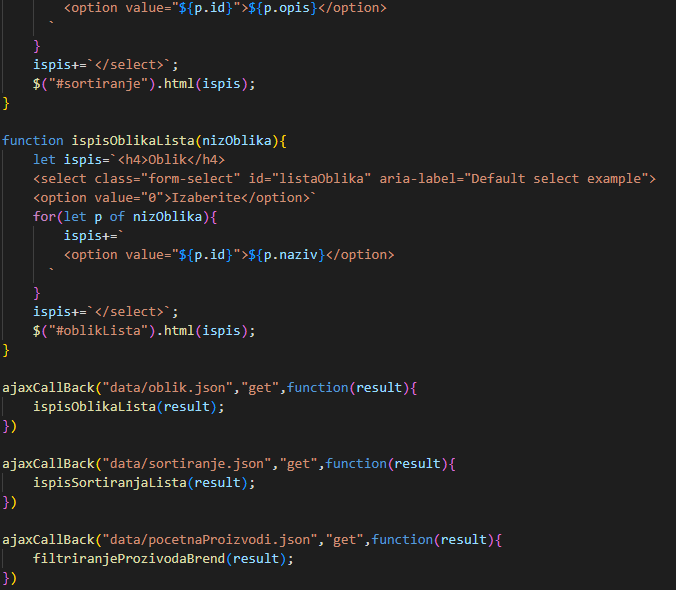 <option value="${p.id}">${p.opis}</option>
`
}
ispis+=`</select>`;
$("#sortiranje").html(ispis);
}
function ispisOblikaLista(nizOblika){
let ispis=`<h4>Oblik</h4>
<select class="form-select" id="listaOblika" aria-label="Default select example">
<option value="0">Izaberite</option>`
for(let p of nizOblika){
ispis+=`
<option value="${p.id}">${p.naziv}</option>
`
}
ispis+=`</select>`;
$("#oblikLista").html(ispis);
}
ajaxCallBack("data/oblik.json","get",function(result){
ispisOblikaLista(result);
})
ajaxCallBack("data/sortiranje.json","get",function(result){
ispisSortiranjaLista(result);
})
ajaxCallBack("data/pocetnaProizvodi.json","get",function(result){
filtriranjeProzivodaBrend(result);
})